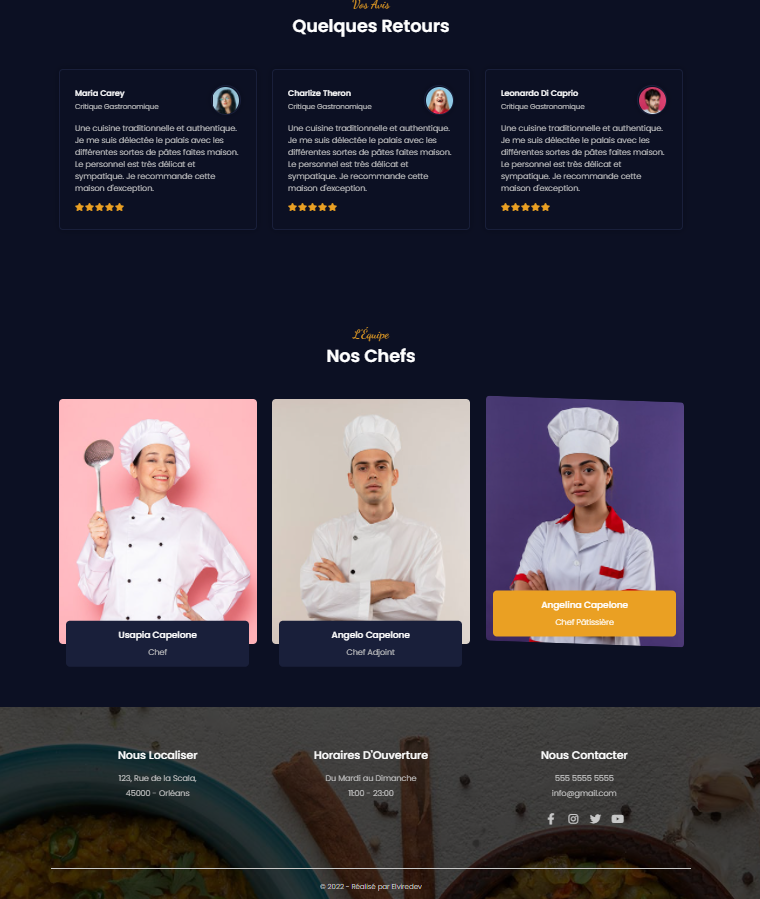 Vos Avis
Quelques Retours
Maria Carey
Critique Gastronomique
Une cuisine traditionnelle et authentique.
Je me suis délectée le palais avec les
différentes sortes de pâtes faites maison.
Le personnel est très délicat et
sympatique. Je recommande cette
maison d'exception.
Charlize Theron
Critique Gastronomique
Une cuisine traditionnelle et authentique.
Je me suis délectée le palais avec les
différentes sortes de pâtes faites maison.
Le personnel est très délicat et
sympatique. Je recommande cette
maison d'exception.
Leonardo Di Caprio
Critique Gastronomique
Une cuisine traditionnelle et authentique.
Je me suis délectée le palais avec les
différentes sortes de pâtes faites maison.
Le personnel est très délicat et
sympatique. Je recommande cette
maison d'exception.
L'Équipe
Nos Chefs
Usapia Capelone
Chef
Angelo Capelone
Chef Adjoint
Angelina Capelone
Chef Pâtissière
Nous Localiser
123, Rue de la Scala,
45000 - Orléans
Horaires D'Ouverture
Du Mardi au Dimanche
11:00 - 23:00
Nous Contacter
555 5555 5555
info@gmail.com
© 2022 - Réalisé par Elviredev